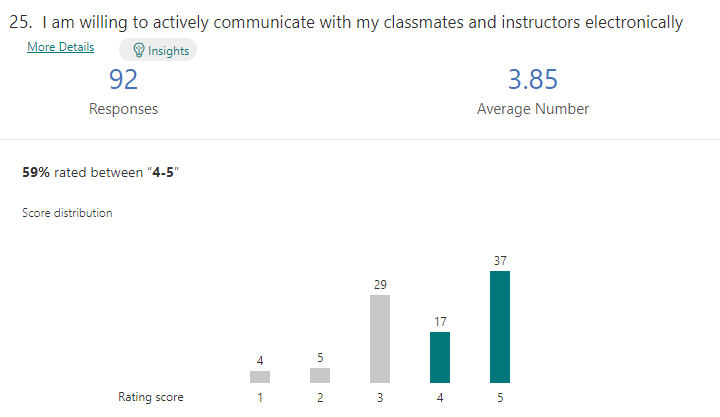 25. I am willing to actively communicate with my classmates and instructors electronically
More Details
Insights
92
Responses
3.85
Average Number
59% rated between "4-5"
Score distribution
4
5
29
17
37
Rating score 1 2 3 4 5